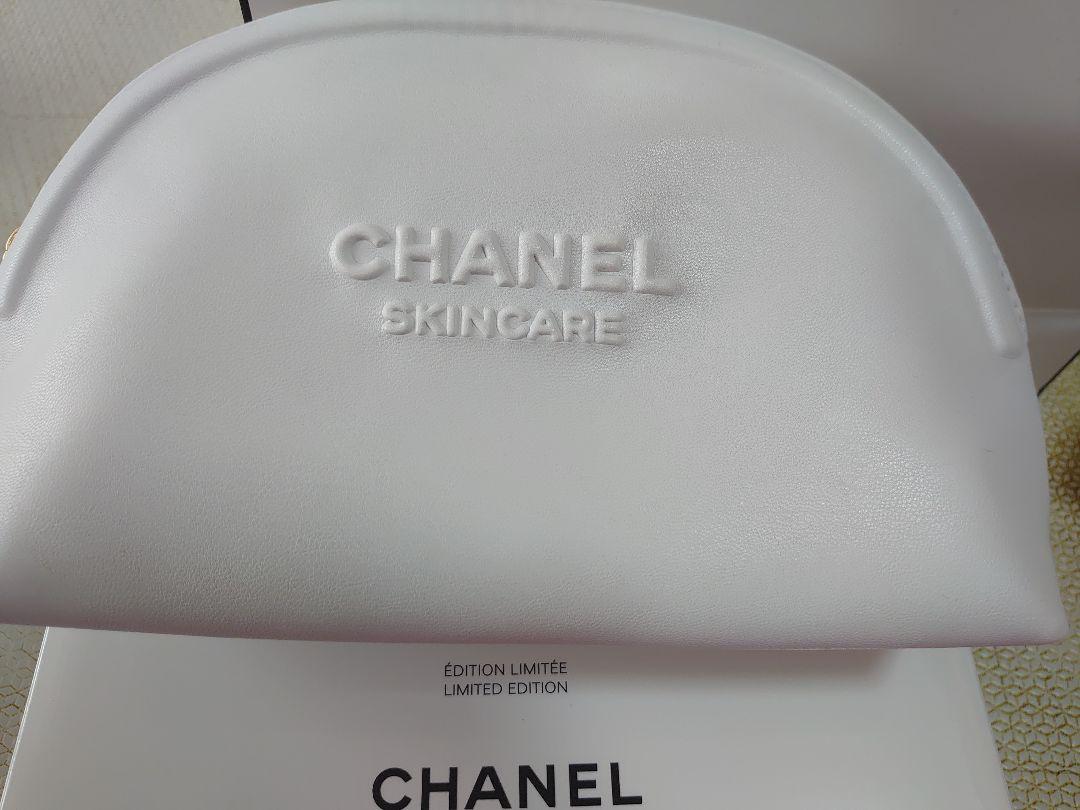 CHANEL
SKINCARE
ÉDITION LIMITÉE
LIMITED EDITION
CHANEL